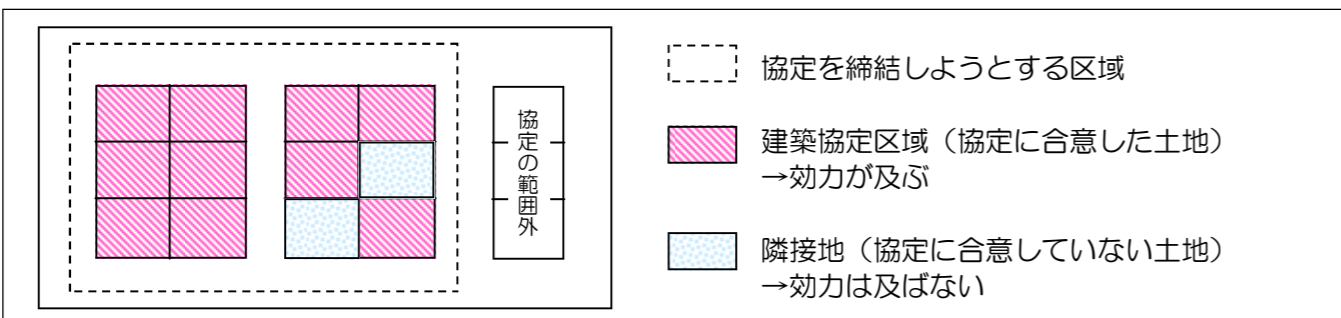 協定の範囲外
協定を締結しようとする区域
建築協定区域（協定に合意した土地）
→効力が及ぶ
隣接地（協定に合意していない土地）
→効力は及ばない